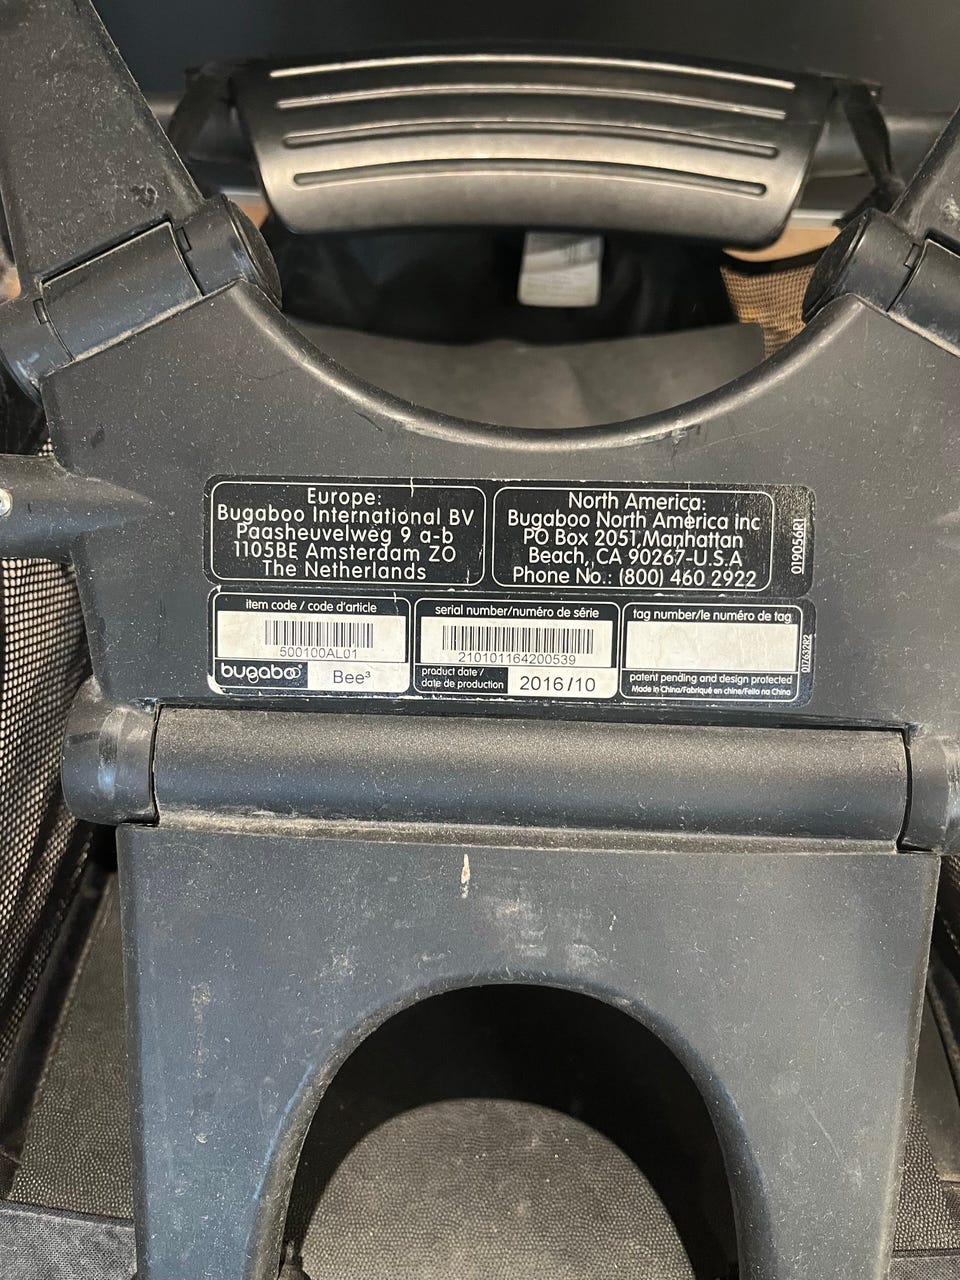 Europe:
Bugaboo International BV
Paasheuvelweg 9 a-b
1105BE Amsterdam ZO
The Netherlands
North America:
Bugaboo North America inc
PO Box 2051,Manhattan
Beach, CA 90267-U.S.A
Phone No.: (800) 460 2922
019056R1
item code / code d'article
500100AL01
bugaboo
Bee³
serial number/numéro de série
210101164200539
product date /
date de production
2016/10
tag number/le numéro de tag
patent pending and design protected
Made in China/Fabriqué en chine/Feito na China
017632R2